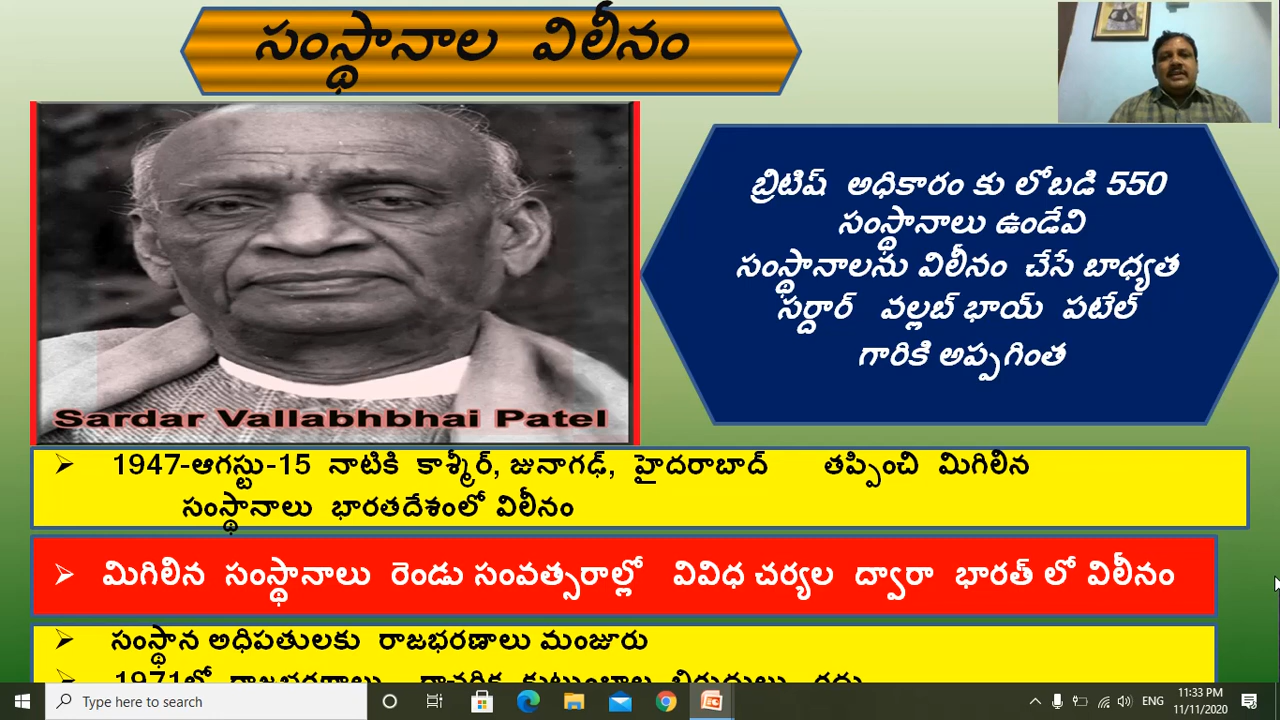 సంస్థానాల విలీనం
బ్రిటిష్ అధికారం కు లోబడి 550
సంస్థానాలు ఉండేవి
సంస్థానాలను విలీనం చేసే బాధ్యత
సర్దార్ వల్లబ్ భాయ్ పటేల్
గారికి అప్పగింత
Sardar Vallabhbhai Patel
1947-ఆగస్టు-15 నాటికి కాశ్మీర్, జునాగఢ్, హైదరాబాద్ తప్పించి మిగిలిన
సంస్థానాలు భారతదేశంలో విలీనం
మిగిలిన సంస్థానాలు రెండు సంవత్సరాల్లో వివిధ చర్యల ద్వారా భారత్ లో విలీనం
సంస్థాన అధిపతులకు రాజభరణాలు మంజూరు
1971లో రాజభరణాలు
Type here to search
ENG
11:33 PM
11/11/2020